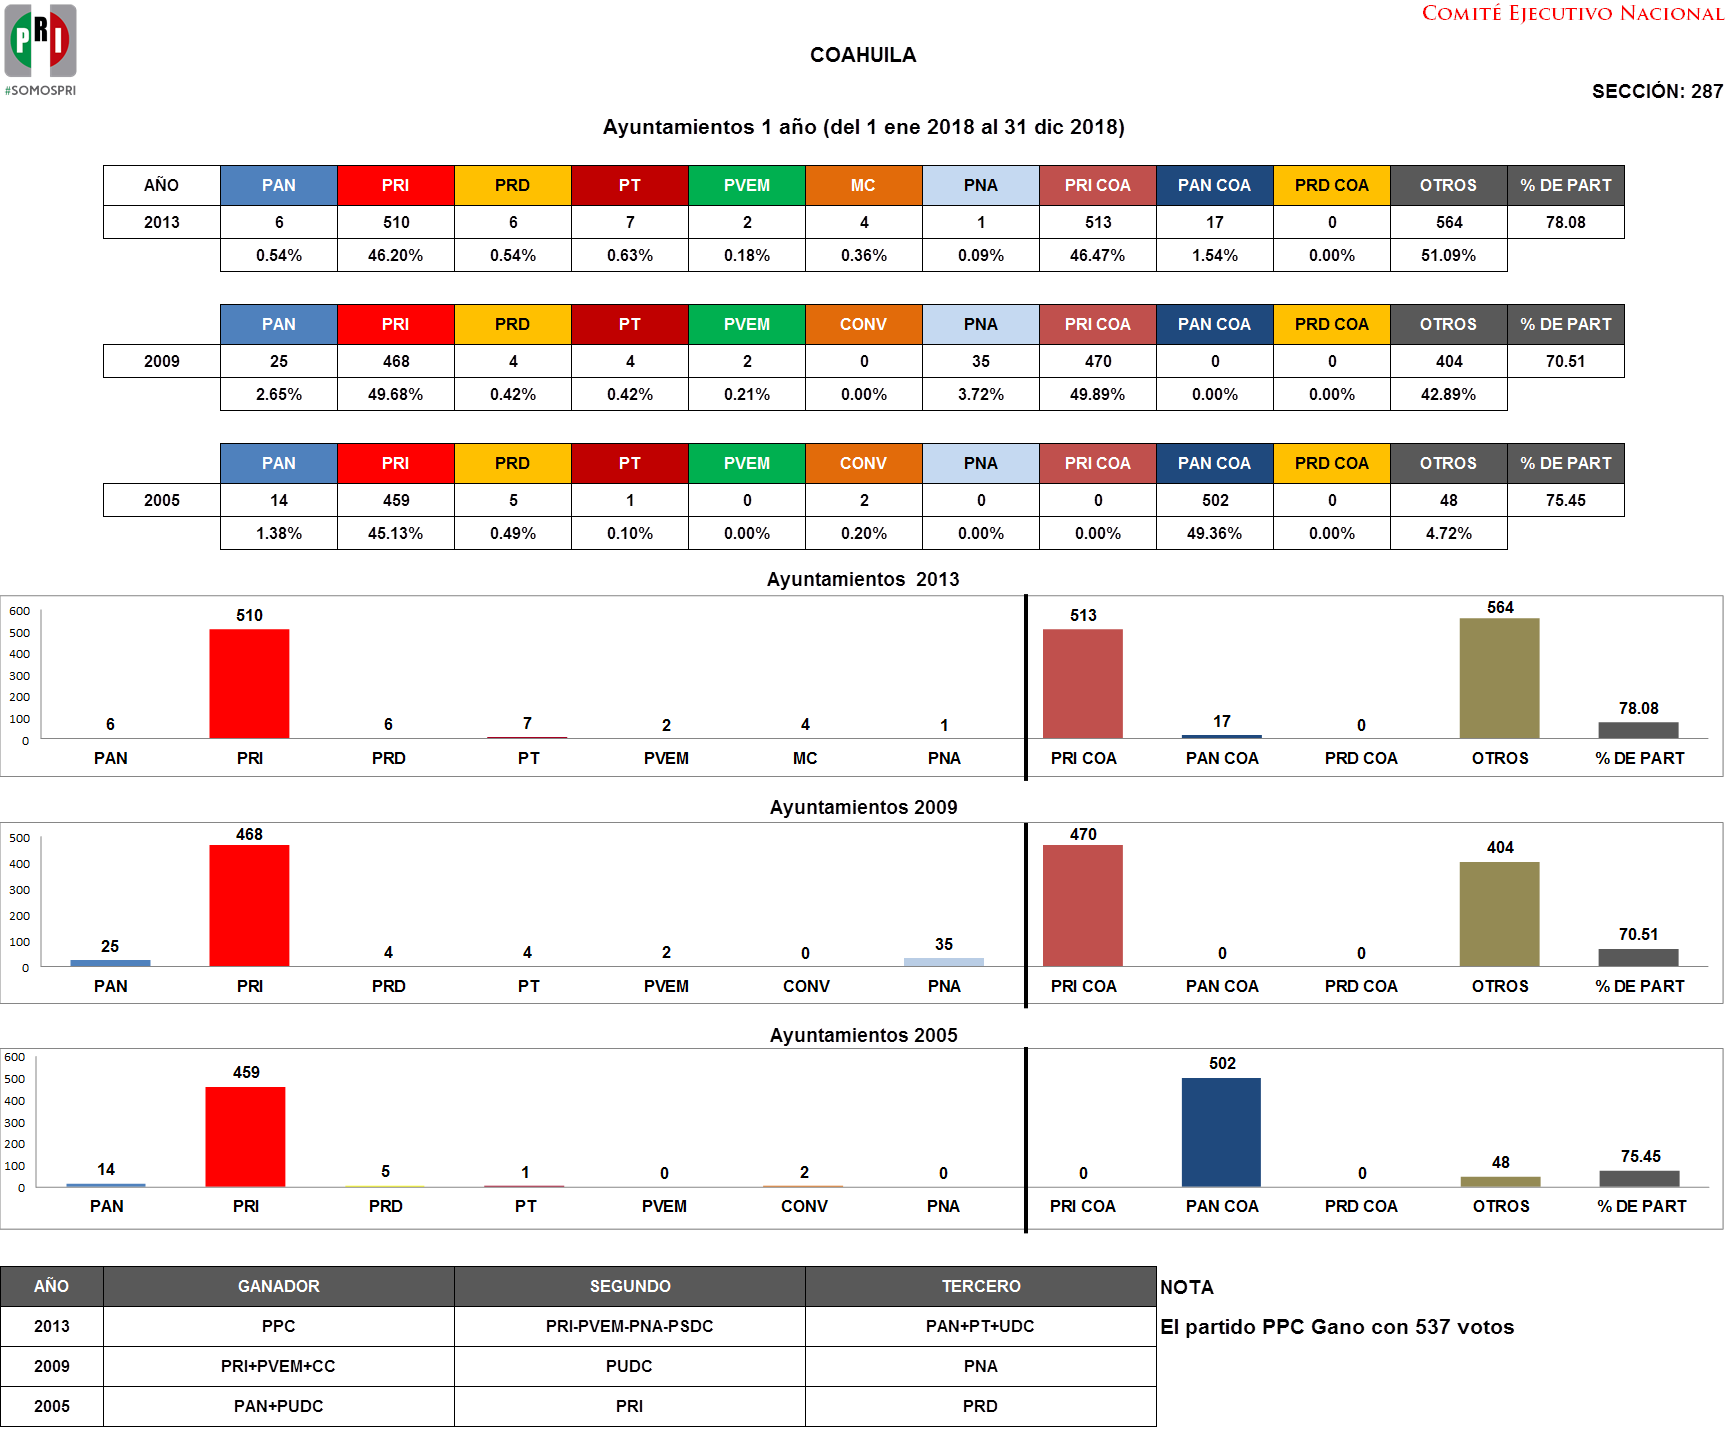 COMITÉ EJECUTIVO NACIONAL
PRI
#SOMOSPRI
COAHUILA
SECCIÓN: 287
Ayuntamientos 1 año (del 1 ene 2018 al 31 dic 2018)
AÑO PAN PRI PRD PT PVEM MC PNA PRI COA PAN COA PRD COA OTROS % DE PART
2013 6 510 6 7 2 4 1 513 17 0 564 78.08
0.54% 46.20% 0.54% 0.63% 0.18% 0.36% 0.09% 46.47% 1.54% 0.00% 51.09%
PAN PRI PRD PT PVEM CONV PNA PRI COA PAN COA PRD COA OTROS % DE PART
2009 25 468 4 4 2 0 35 470 0 0 404 70.51
2.65% 49.68% 0.42% 0.42% 0.21% 0.00% 3.72% 49.89% 0.00% 0.00% 42.89%
PAN PRI PRD PT PVEM CONV PNA PRI COA PAN COA PRD COA OTROS % DE PART
2005 14 459 5 1 0 2 0 0 502 0 48 75.45
1.38% 45.13% 0.49% 0.10% 0.00% 0.20% 0.00% 0.00% 49.36% 0.00% 4.72%
Ayuntamientos 2013
600
500
400
300
200
100
0
6 510 6 7 2 4 1 513 17 0 564 78.08
PAN PRI PRD PT PVEM MC PNA PRI COA PAN COA PRD COA OTROS % DE PART
Ayuntamientos 2009
500
400
300
200
100
0
25 468 4 4 2 0 35 470 0 0 404 70.51
PAN PRI PRD PT PVEM CONV PNA PRI COA PAN COA PRD COA OTROS % DE PART
Ayuntamientos 2005
600
500
400
300
200
100
0
14 459 5 1 0 2 0 0 502 0 48 75.45
PAN PRI PRD PT PVEM CONV PNA PRI COA PAN COA PRD COA OTROS % DE PART
AÑO GANADOR SEGUNDO TERCERO NOTA
2013 PPC PRI-PVEM-PNA-PSDC PAN+PT+UDC El partido PPC Gano con 537 votos
2009 PRI+PVEM+CC PUDC PNA
2005 PAN+PUDC PRI PRD